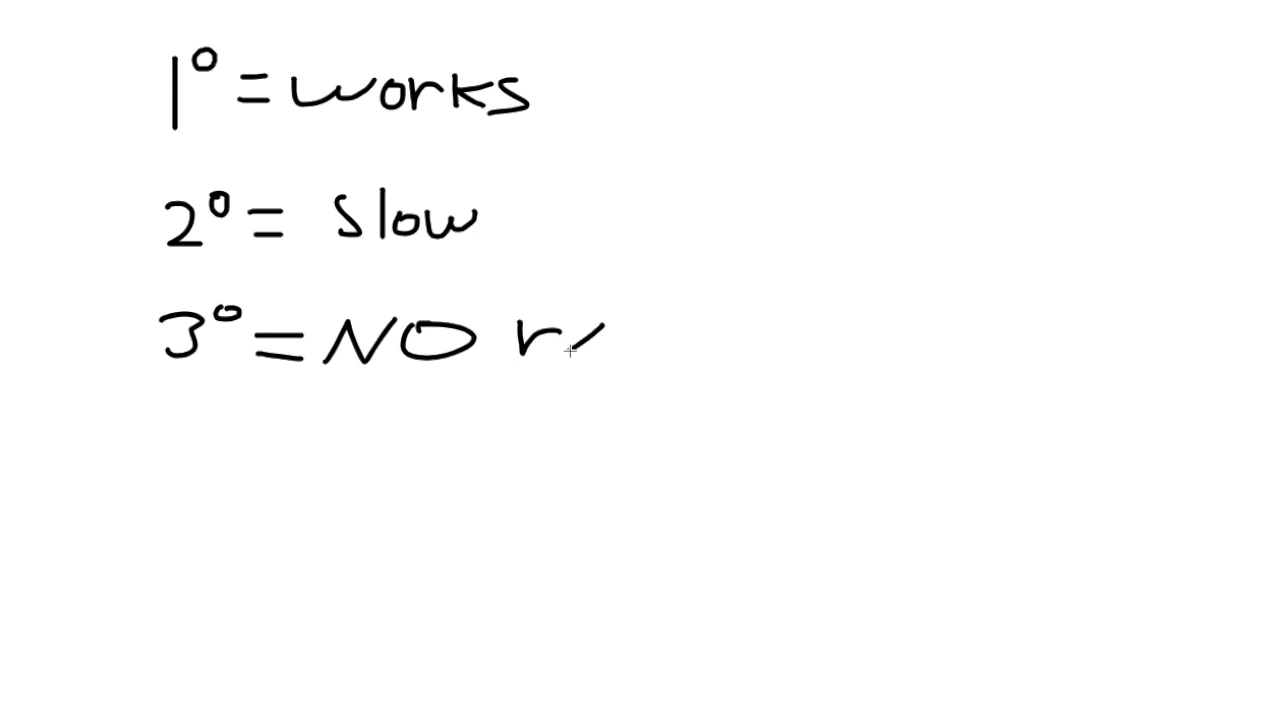 1° = works
2° = slow
3° = NO r